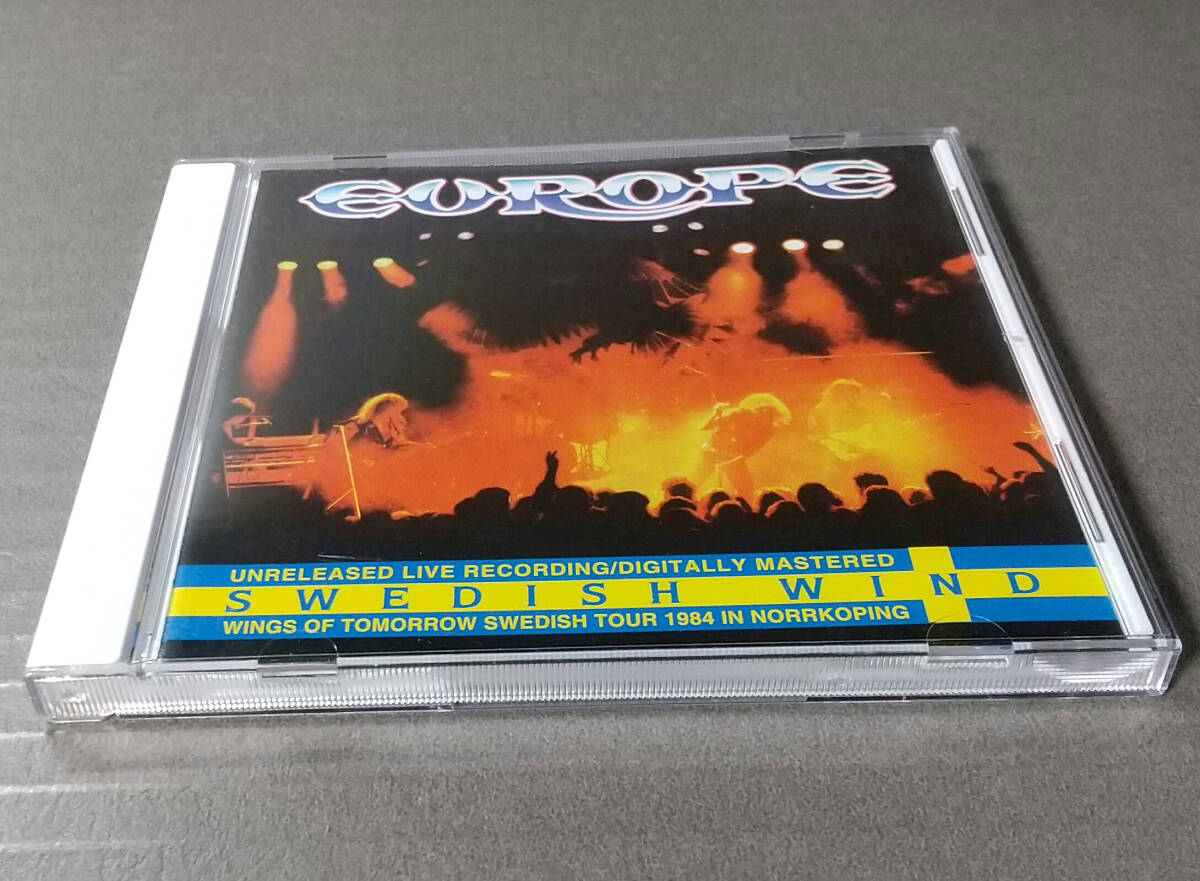 EUROPE
UNRELEASED LIVE RECORDING/DIGITALLY MASTERED
SWEDISH WIND
WINGS OF TOMORROW SWEDISH TOUR 1984 IN NORRKOPING